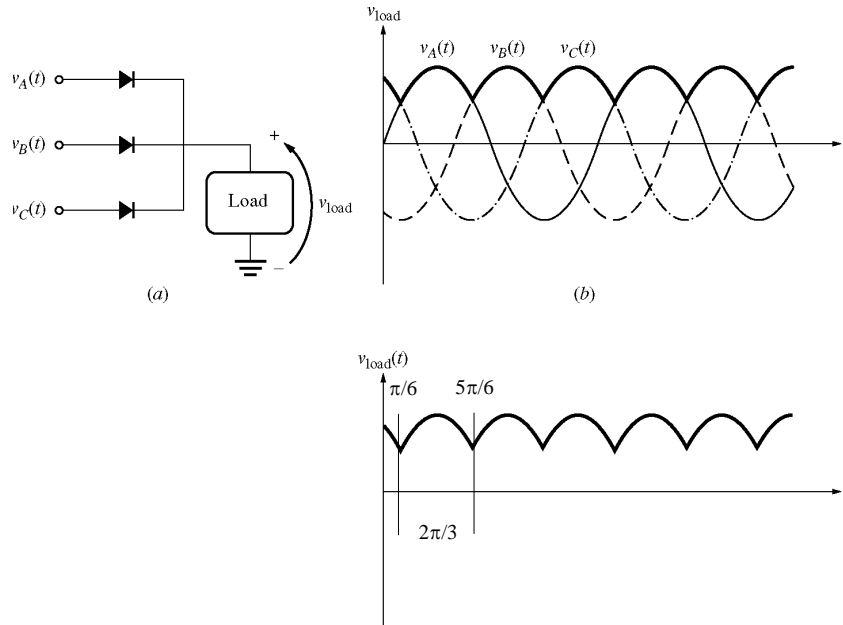 v_load
v_A(t) v_B(t) v_C(t)
v_A(t)
v_B(t)
v_C(t)
+
Load
v_load
−
(a)
(b)
v_load(t)
π/6 5π/6
2π/3